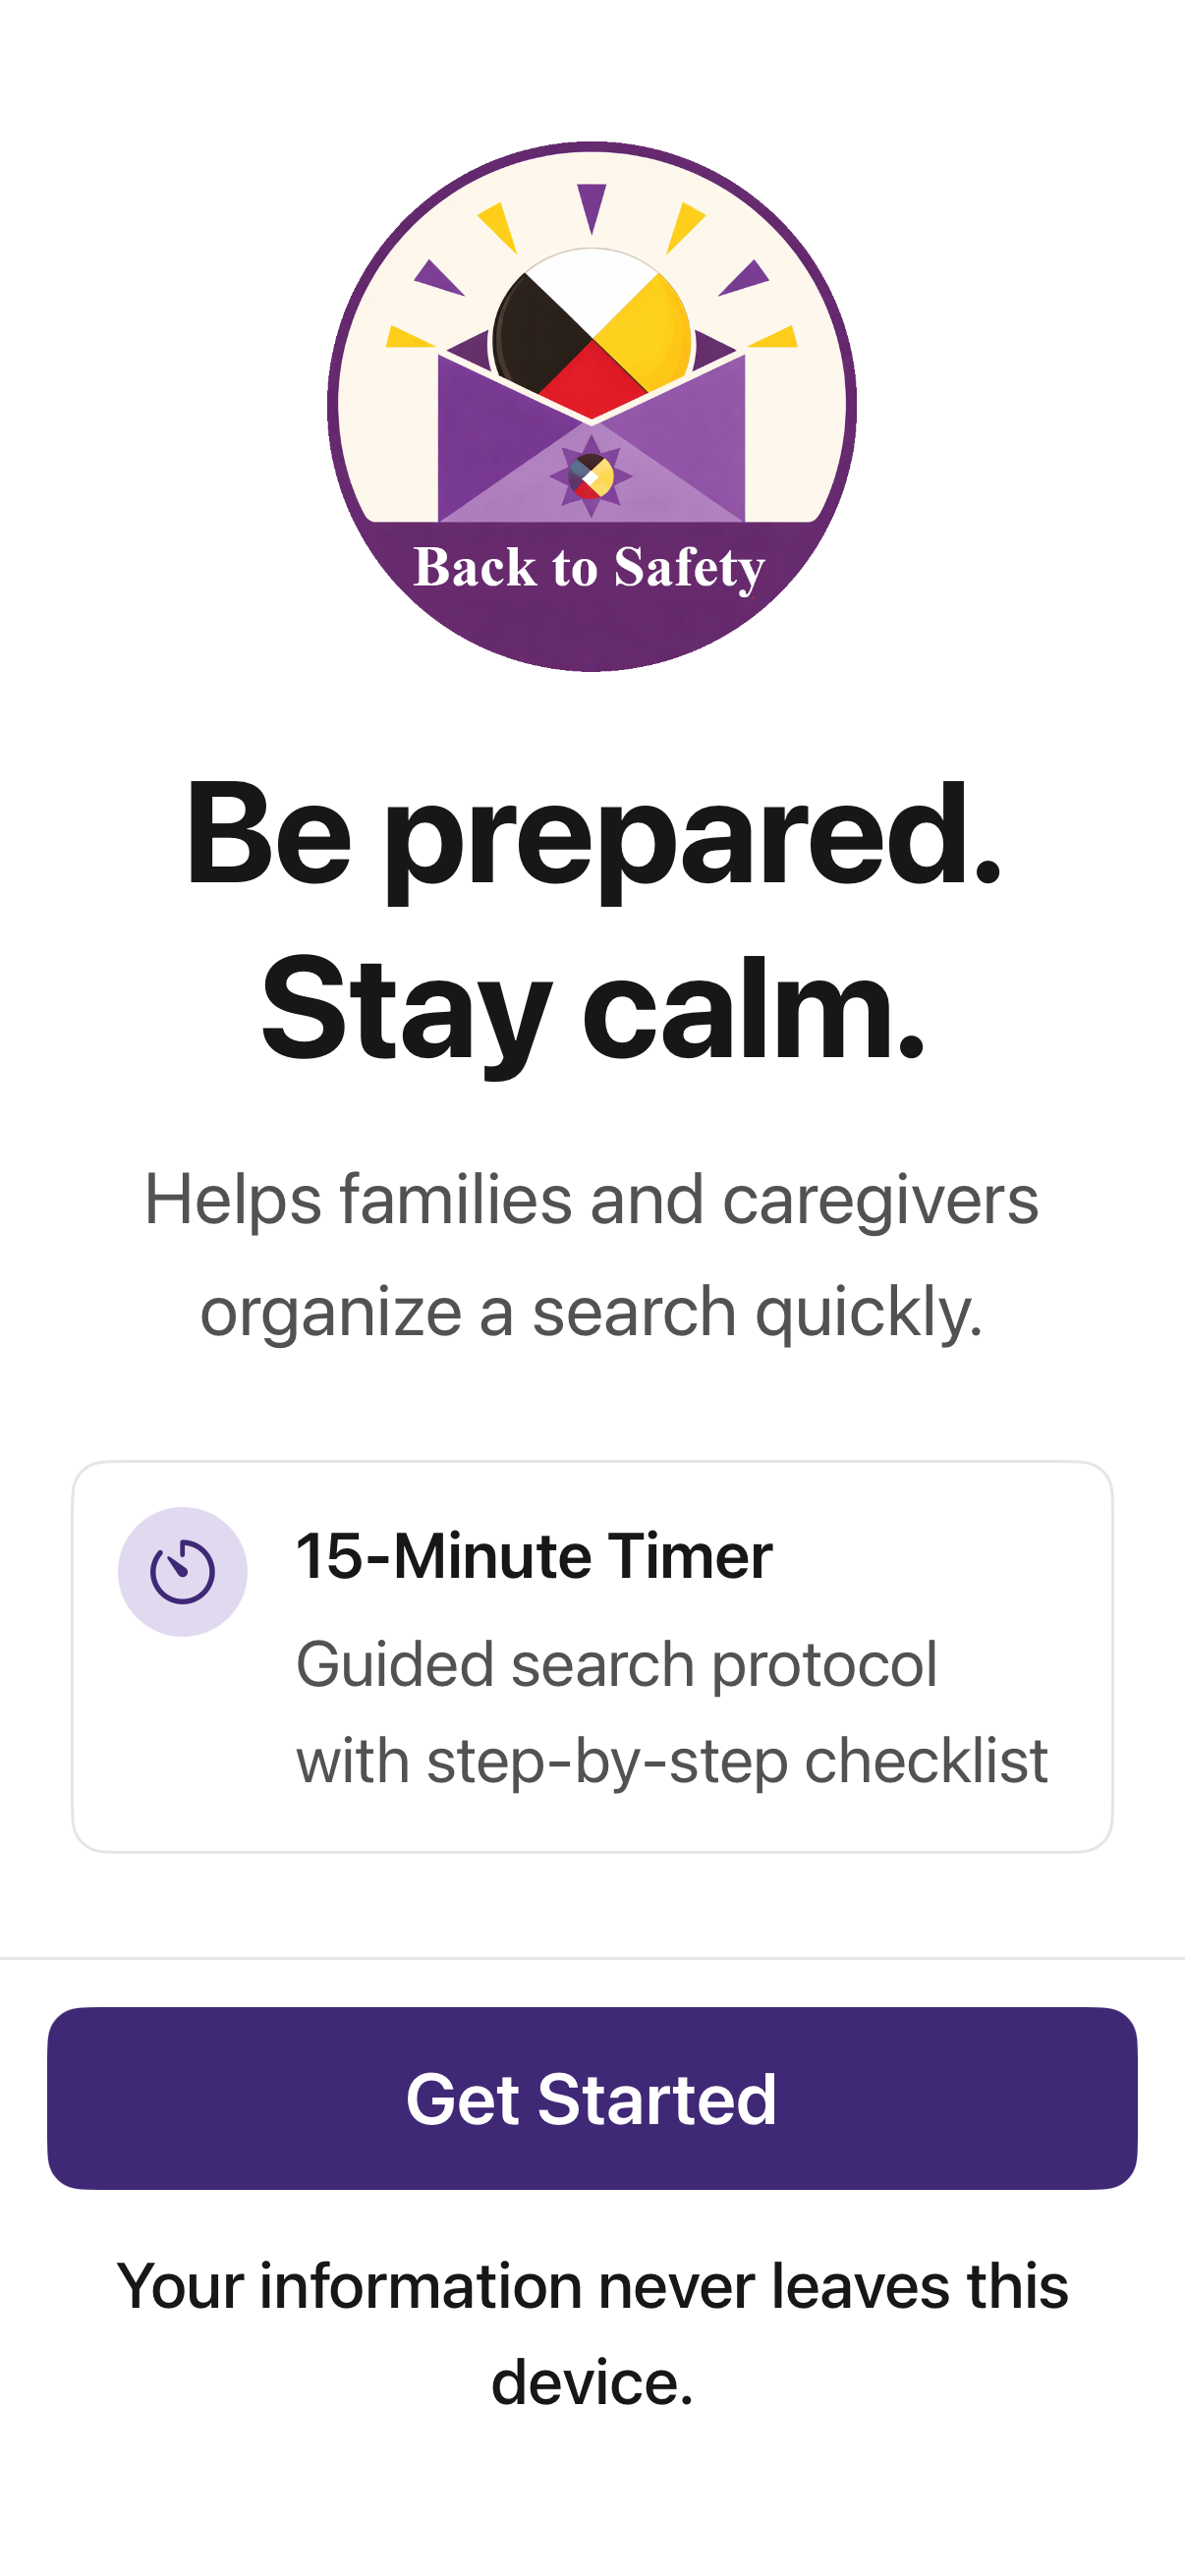 Back to Safety
Be prepared.
Stay calm.
Helps families and caregivers
organize a search quickly.
15-Minute Timer
Guided search protocol
with step-by-step checklist
Get Started
Your information never leaves this
device.